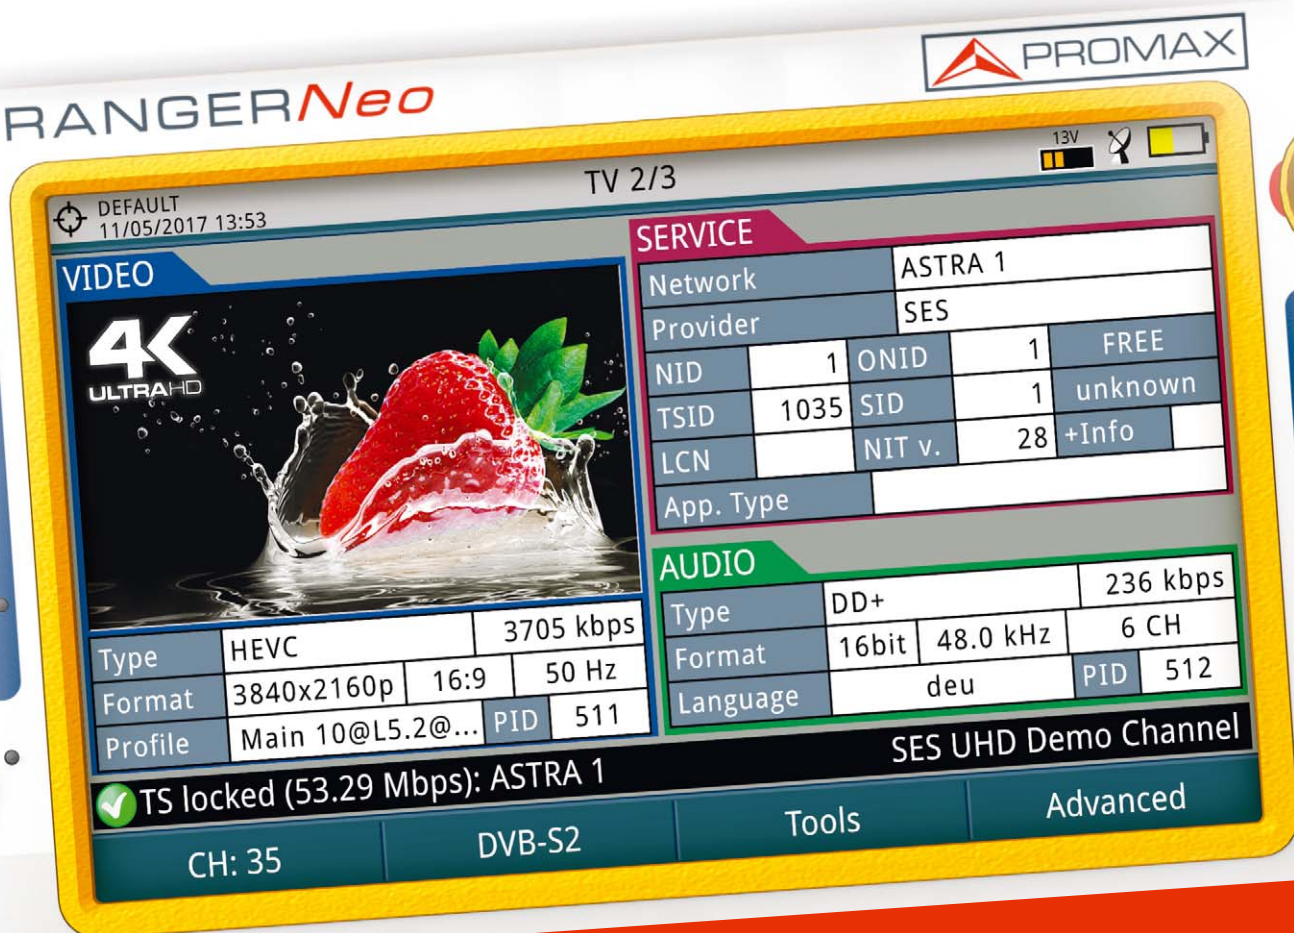 RANGERNeo
PROMAX
DEFAULT
11/05/2017 13:53
TV 2/3
13V
VIDEO
4K
ULTRAHD
Type HEVC 3705 kbps
Format 3840x2160p 16:9 50 Hz
Profile Main 10@L5.2@... PID 511
SERVICE
Network ASTRA 1
Provider SES
NID 1 ONID 1 FREE
TSID 1035 SID 1 unknown
LCN NIT v. 28 +Info
App. Type
AUDIO
Type DD+ 236 kbps
Format 16bit 48.0 kHz 6 CH
Language deu PID 512
TS locked (53.29 Mbps): ASTRA 1 SES UHD Demo Channel
CH: 35 DVB-S2 Tools Advanced